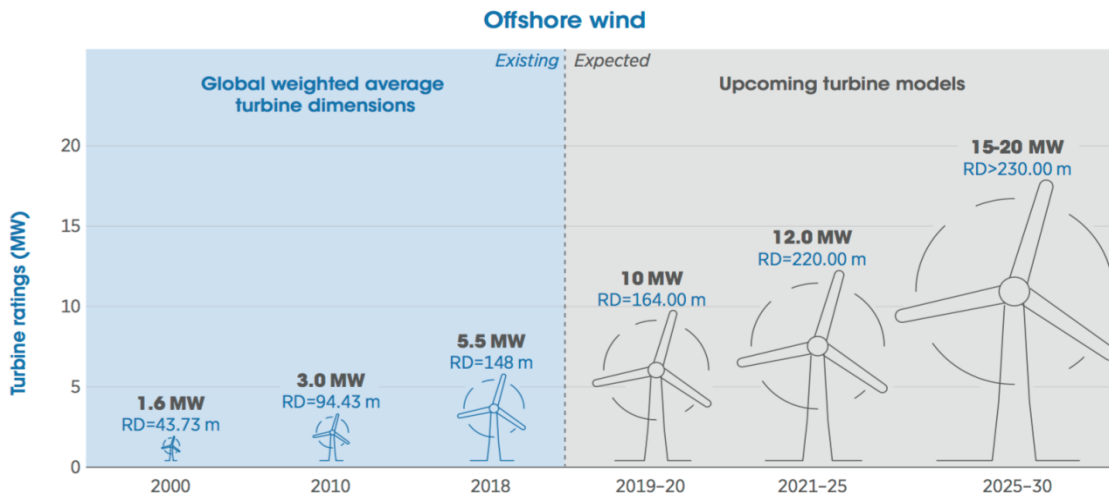 Offshore wind
Existing
Expected
Global weighted average
turbine dimensions
Upcoming turbine models
Turbine ratings (MW)
20
15
10
5
0
1.6 MW
RD=43.73 m
3.0 MW
RD=94.43 m
5.5 MW
RD=148 m
10 MW
RD=164.00 m
12.0 MW
RD=220.00 m
15-20 MW
RD>230.00 m
2000
2010
2018
2019-20
2021-25
2025-30